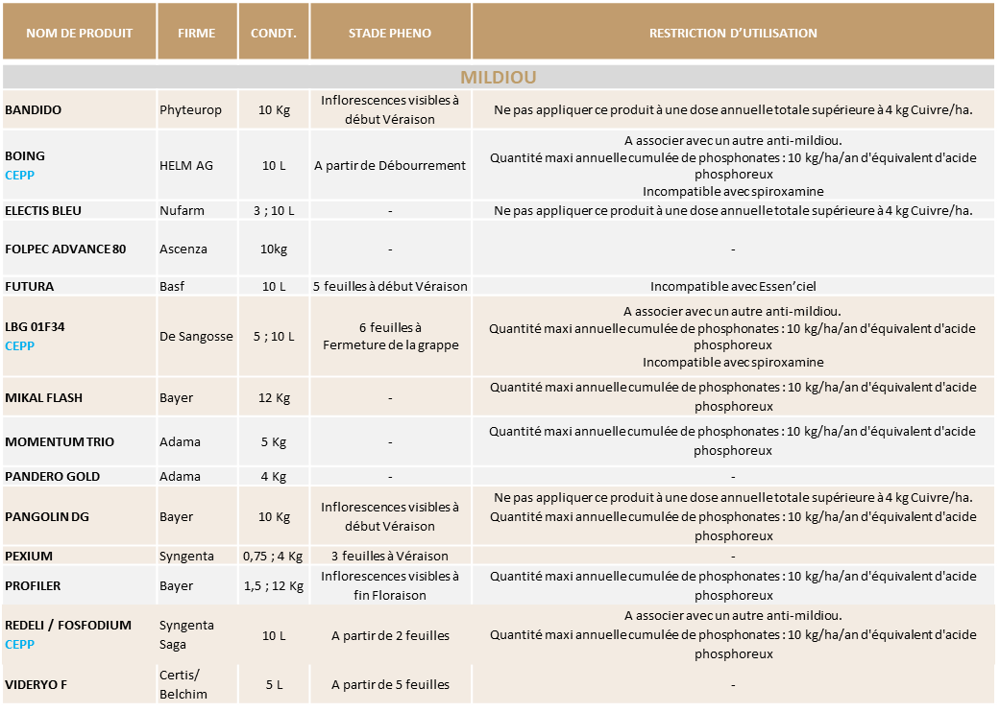 NOM DE PRODUIT FIRME CONDT. STADE PHENO RESTRICTION D’UTILISATION
MILDIOU
BANDIDO Phyteurop 10 Kg Inflorescences visibles à
début Véraison Ne pas appliquer ce produit à une dose annuelle totale supérieure à 4 kg Cuivre/ha.
BOING
CEPP HELM AG 10 L A partir de Débourrement A associer avec un autre anti-mildiou.
Quantité maxi annuelle cumulée de phosphonates : 10 kg/ha/an d'équivalent d'acide
phosphoreux
Incompatible avec spiroxamine
ELECTIS BLEU Nufarm 3 ; 10 L - Ne pas appliquer ce produit à une dose annuelle totale supérieure à 4 kg Cuivre/ha.
FOLPEC ADVANCE 80 Ascenza 10kg - -
FUTURA Basf 10 L 5 feuilles à début Véraison Incompatible avec Essen’ciel
LBG 01F34
CEPP De Sangosse 5 ; 10 L 6 feuilles à
Fermeture de la grappe A associer avec un autre anti-mildiou.
Quantité maxi annuelle cumulée de phosphonates : 10 kg/ha/an d'équivalent d'acide
phosphoreux
Incompatible avec spiroxamine
MIKAL FLASH Bayer 12 Kg - Quantité maxi annuelle cumulée de phosphonates : 10 kg/ha/an d'équivalent d'acide
phosphoreux
MOMENTUM TRIO Adama 5 Kg - Quantité maxi annuelle cumulée de phosphonates : 10 kg/ha/an d'équivalent d'acide
phosphoreux
PANDERO GOLD Adama 4 Kg - -
PANGOLIN DG Bayer 10 Kg Inflorescences visibles à
début Véraison Ne pas appliquer ce produit à une dose annuelle totale supérieure à 4 kg Cuivre/ha.
Quantité maxi annuelle cumulée de phosphonates : 10 kg/ha/an d'équivalent d'acide
phosphoreux
PEXIUM Syngenta 0,75 ; 4 Kg 3 feuilles à Véraison -
PROFILER Bayer 1,5 ; 12 Kg Inflorescences visibles à
fin Floraison Quantité maxi annuelle cumulée de phosphonates : 10 kg/ha/an d'équivalent d'acide
phosphoreux
REDELI / FOSFODIUM
CEPP Syngenta
Saga 10 L A partir de 2 feuilles A associer avec un autre anti-mildiou.
Quantité maxi annuelle cumulée de phosphonates : 10 kg/ha/an d'équivalent d'acide
phosphoreux
VIDERYO F Certis/
Belchim 5 L A partir de 5 feuilles -